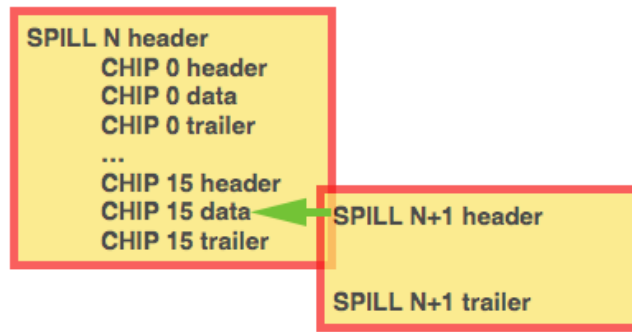 SPILL N header
CHIP 0 header
CHIP 0 data
CHIP 0 trailer
...
CHIP 15 header
CHIP 15 data
CHIP 15 trailer
SPILL N+1 header
SPILL N+1 trailer